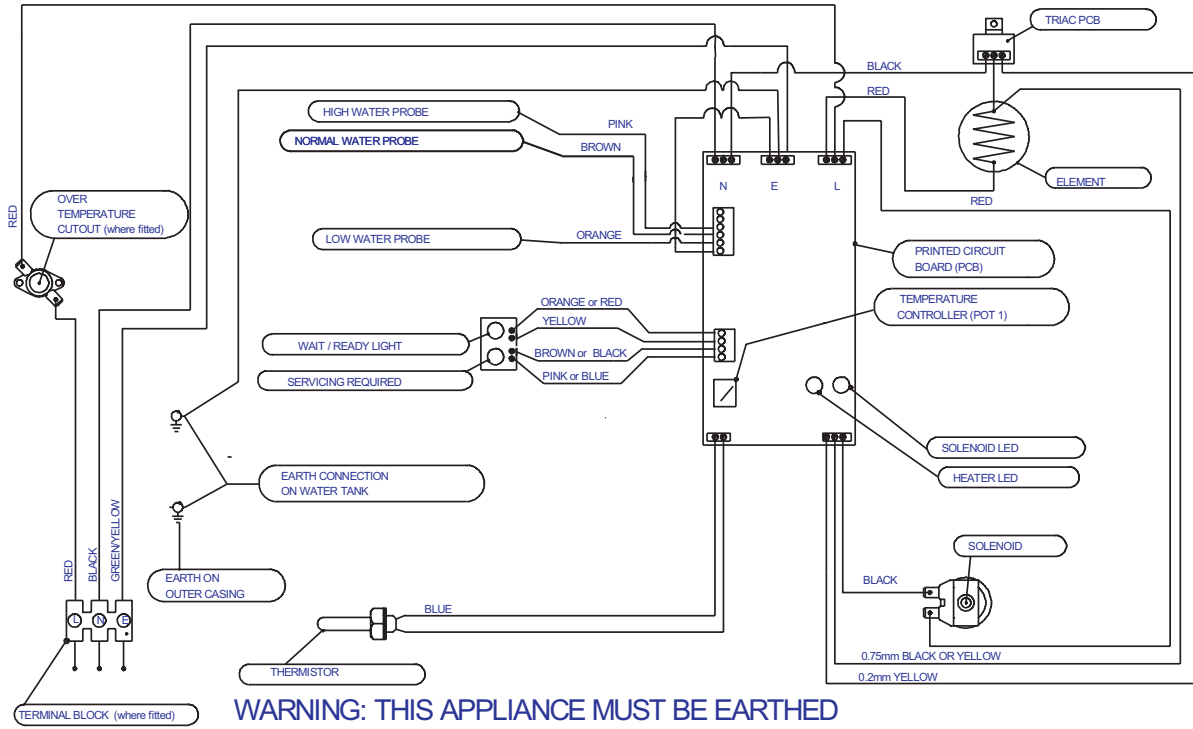 TRIAC PCB
BLACK
RED
HIGH WATER PROBE
PINK
NORMAL WATER PROBE
BROWN
ELEMENT
N E L
RED
RED
OVER
TEMPERATURE
CUTOUT (where fitted)
LOW WATER PROBE
ORANGE
PRINTED CIRCUIT
BOARD (PCB)
ORANGE or RED
YELLOW
TEMPERATURE
CONTROLLER (POT 1)
WAIT / READY LIGHT
BROWN or BLACK
SERVICING REQUIRED
PINK or BLUE
SOLENOID LED
HEATER LED
EARTH CONNECTION
ON WATER TANK
RED
BLACK
GREEN/YELLOW
SOLENOID
EARTH ON
OUTER CASING
BLACK
BLUE
L N E
THERMISTOR
0.75mm BLACK OR YELLOW
0.2mm YELLOW
TERMINAL BLOCK (where fitted)
WARNING: THIS APPLIANCE MUST BE EARTHED